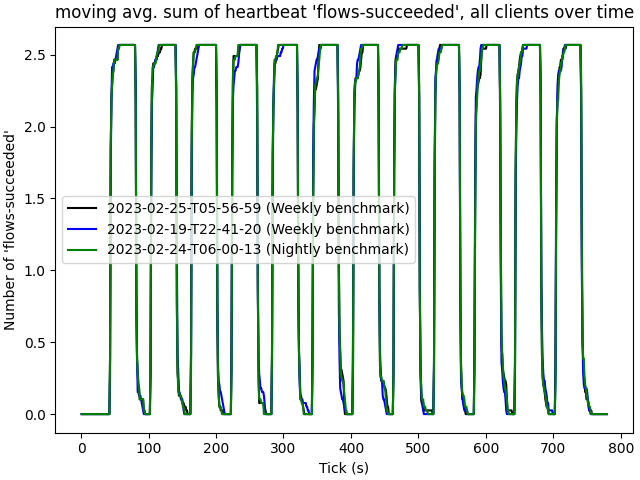 moving avg. sum of heartbeat 'flows-succeeded', all clients over time
Number of 'flows-succeeded'
2.5
2.0
1.5
1.0
0.5
0.0
2023-02-25-T05-56-59 (Weekly benchmark)
2023-02-19-T22-41-20 (Weekly benchmark)
2023-02-24-T06-00-13 (Nightly benchmark)
0 100 200 300 400 500 600 700 800
Tick (s)